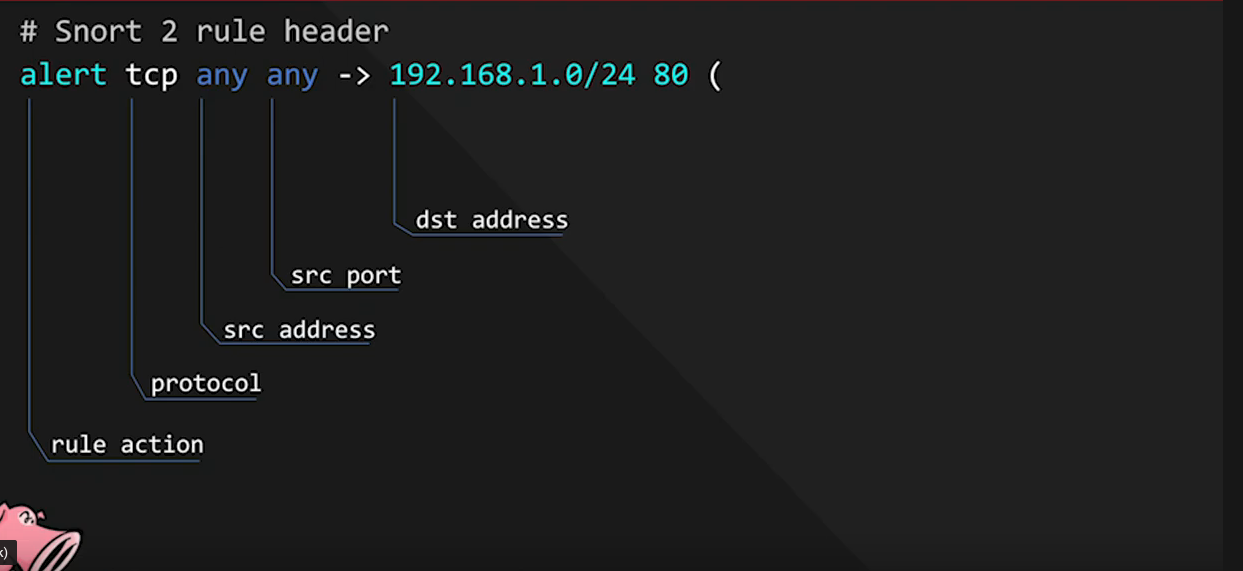 # Snort 2 rule header
alert tcp any any -> 192.168.1.0/24 80 (
dst address
src port
src address
protocol
rule action
k)